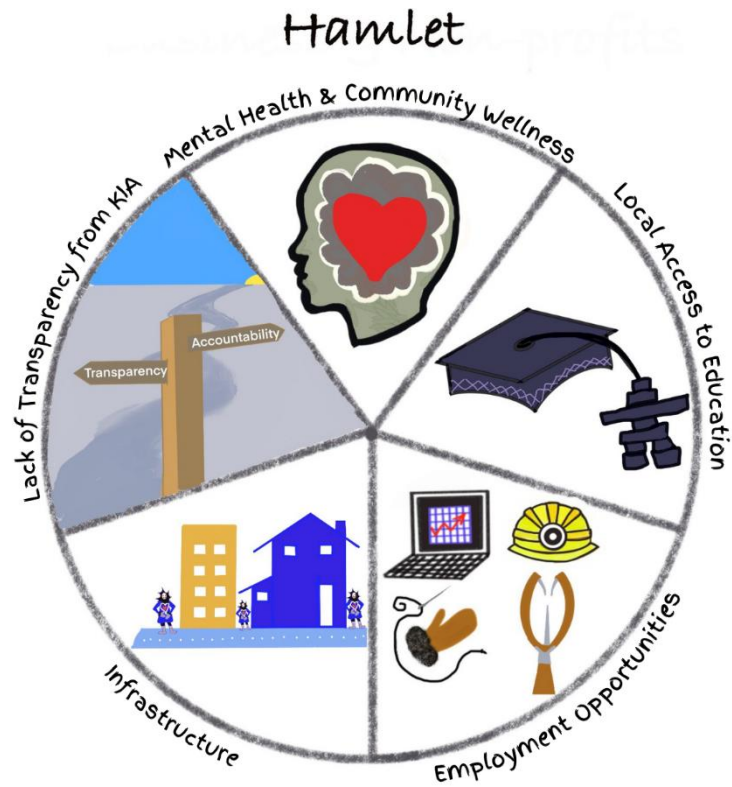 Hamlet
Mental Health & Community Wellness
Local Access to Education
Employment Opportunities
Infrastructure
Lack of Transparency from KIA
Accountability
Transparency